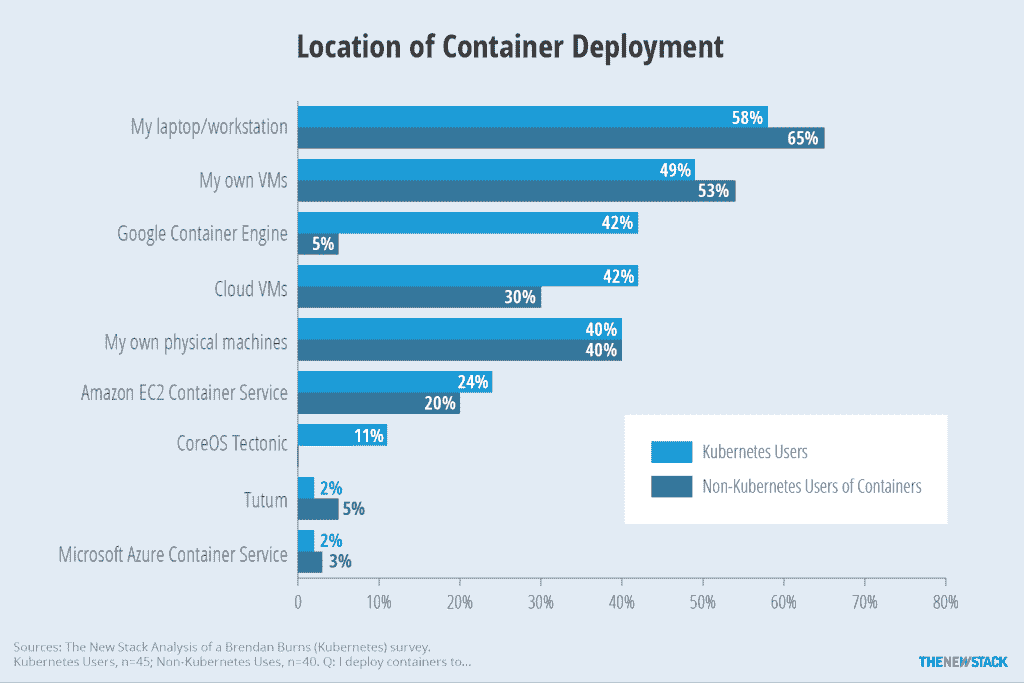 Location of Container Deployment
My laptop/workstation
58%
65%
My own VMs
49%
53%
Google Container Engine
42%
5%
Cloud VMs
42%
30%
My own physical machines
40%
40%
Amazon EC2 Container Service
24%
20%
CoreOS Tectonic
11%
Tutum
2%
5%
Microsoft Azure Container Service
2%
3%
Kubernetes Users
Non-Kubernetes Users of Containers
0 10% 20% 30% 40% 50% 60% 70% 80%
Sources: The New Stack Analysis of a Brendan Burns (Kubernetes) survey.
Kubernetes Users, n=45; Non-Kubernetes Uses, n=40. Q: I deploy containers to...
THENEWSTACK